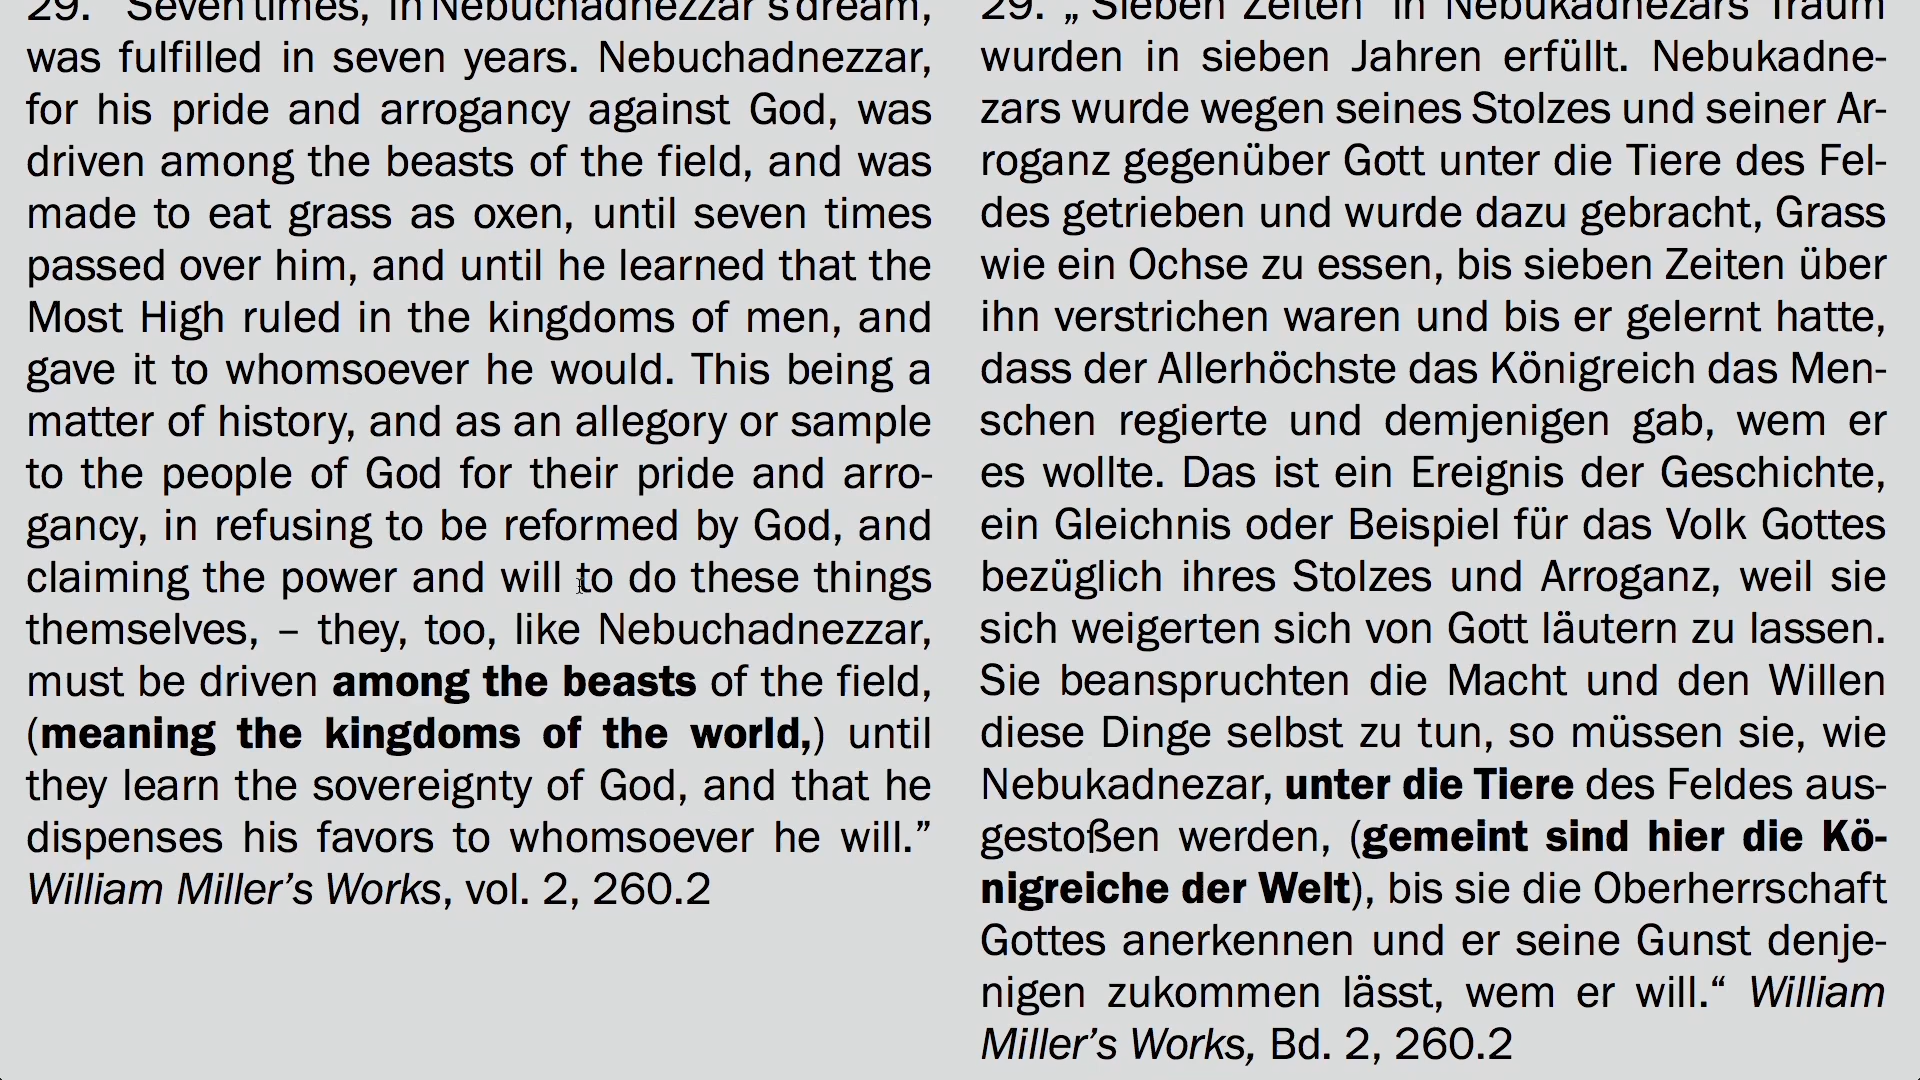 29. “Seven times,” in Nebuchadnezzar’s dream,
was fulfilled in seven years. Nebuchadnezzar,
for his pride and arrogancy against God, was
driven among the beasts of the field, and was
made to eat grass as oxen, until seven times
passed over him, and until he learned that the
Most High ruled in the kingdoms of men, and
gave it to whomsoever he would. This being a
matter of history, and as an allegory or sample
to the people of God for their pride and arro-
gancy, in refusing to be reformed by God, and
claiming the power and will to do these things
themselves, – they, too, like Nebuchadnezzar,
must be driven among the beasts of the field,
(meaning the kingdoms of the world,) until
they learn the sovereignty of God, and that he
dispenses his favors to whomsoever he will.”
William Miller’s Works, vol. 2, 260.2
29. „ Sieben Zeiten“ in Nebukadnezars Traum
wurden in sieben Jahren erfüllt. Nebukadne-
zars wurde wegen seines Stolzes und seiner Ar-
roganz gegenüber Gott unter die Tiere des Fel-
des getrieben und wurde dazu gebracht, Grass
wie ein Ochse zu essen, bis sieben Zeiten über
ihn verstrichen waren und bis er gelernt hatte,
dass der Allerhöchste das Königreich das Men-
schen regierte und demjenigen gab, wem er
es wollte. Das ist ein Ereignis der Geschichte,
ein Gleichnis oder Beispiel für das Volk Gottes
bezüglich ihres Stolzes und Arroganz, weil sie
sich weigerten sich von Gott läutern zu lassen.
Sie beanspruchten die Macht und den Willen
diese Dinge selbst zu tun, so müssen sie, wie
Nebukadnezar, unter die Tiere des Feldes aus-
gestoßen werden, (gemeint sind hier die Kö-
nigreiche der Welt), bis sie die Oberherrschaft
Gottes anerkennen und er seine Gunst denje-
nigen zukommen lässt, wem er will.“ William
Miller’s Works, Bd. 2, 260.2